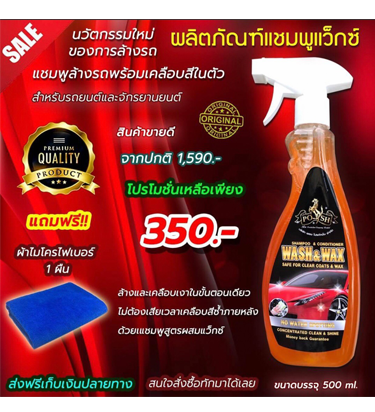 SALE
นวัตกรรมใหม่
ของการล้างรถ
ผลิตภัณฑ์แชมพูแว็กซ์
แชมพูล้างรถพร้อมเคลือบสีในตัว
สำหรับรถยนต์และจักรยานยนต์
ORIGINAL
สินค้าขายดี
PREMIUM
QUALITY
PRODUCT
จากปกติ 1,590.-
โปรโมชั่นเหลือเพียง
350.-
แถมฟรี!!
ผ้าไมโครไฟเบอร์
1 ผืน
ล้างและเคลือบเงาในขั้นตอนเดียว
ไม่ต้องเสียเวลาเคลือบสีซ้ำภายหลัง
ด้วยแชมพูสูตรผสมแว็กซ์
POSH
SHAMPOO & CONDITIONER
WASH & WAX
SAFE FOR CLEAR COATS & WAX
CONCENTRATED CLEAN & SHINE
Money back Guarantee
ส่งฟรีเก็บเงินปลายทาง
สนใจสั่งซื้อทักมาได้เลย
ขนาดบรรจุ 500 ml.